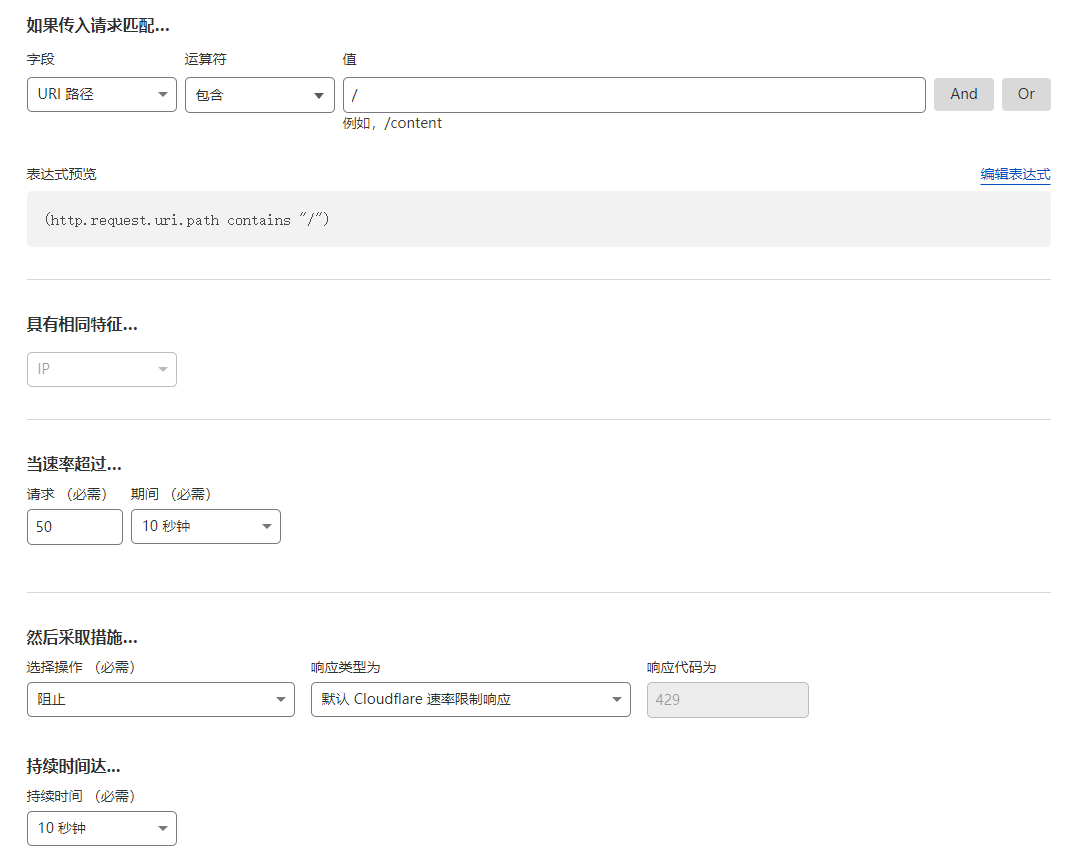 如果传入请求匹配...
字段 运算符 值
URI 路径 包含 / And Or
例如，/content
表达式预览 编辑表达式
(http.request.uri.path contains "/")
具有相同特征...
IP
当速率超过...
请求 （必需） 期间 （必需）
50 10 秒钟
然后采取措施...
选择操作 （必需） 响应类型为 响应代码为
阻止 默认 Cloudflare 速率限制响应 429
持续时间达...
持续时间 （必需）
10 秒钟